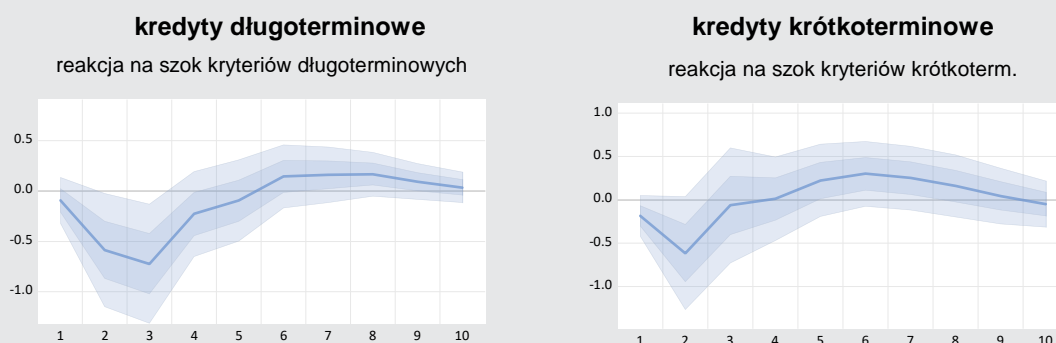 kredyty długoterminowe
reakcja na szok kryteriów długoterminowych
0.5
0.0
-0.5
-1.0
1 2 3 4 5 6 7 8 9 10
kredyty krótkoterminowe
reakcja na szok kryteriów krótkoterm.
1.0
0.5
0.0
-0.5
-1.0
1 2 3 4 5 6 7 8 9 10